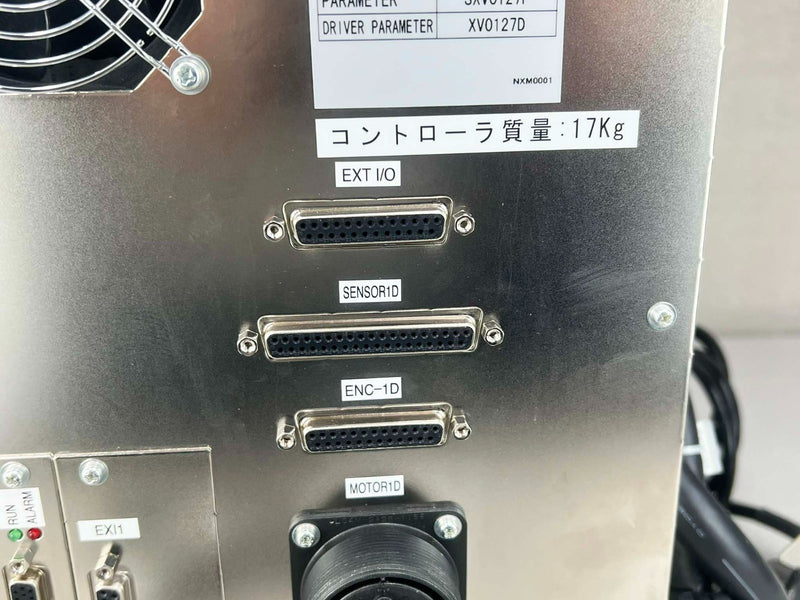 PARAMETER
DRIVER PARAMETER XV0127D
NXM0001
コントローラ質量:17Kg
EXT I/O
SENSOR1D
ENC-1D
MOTOR1D
RUN
ALARM
EXI1